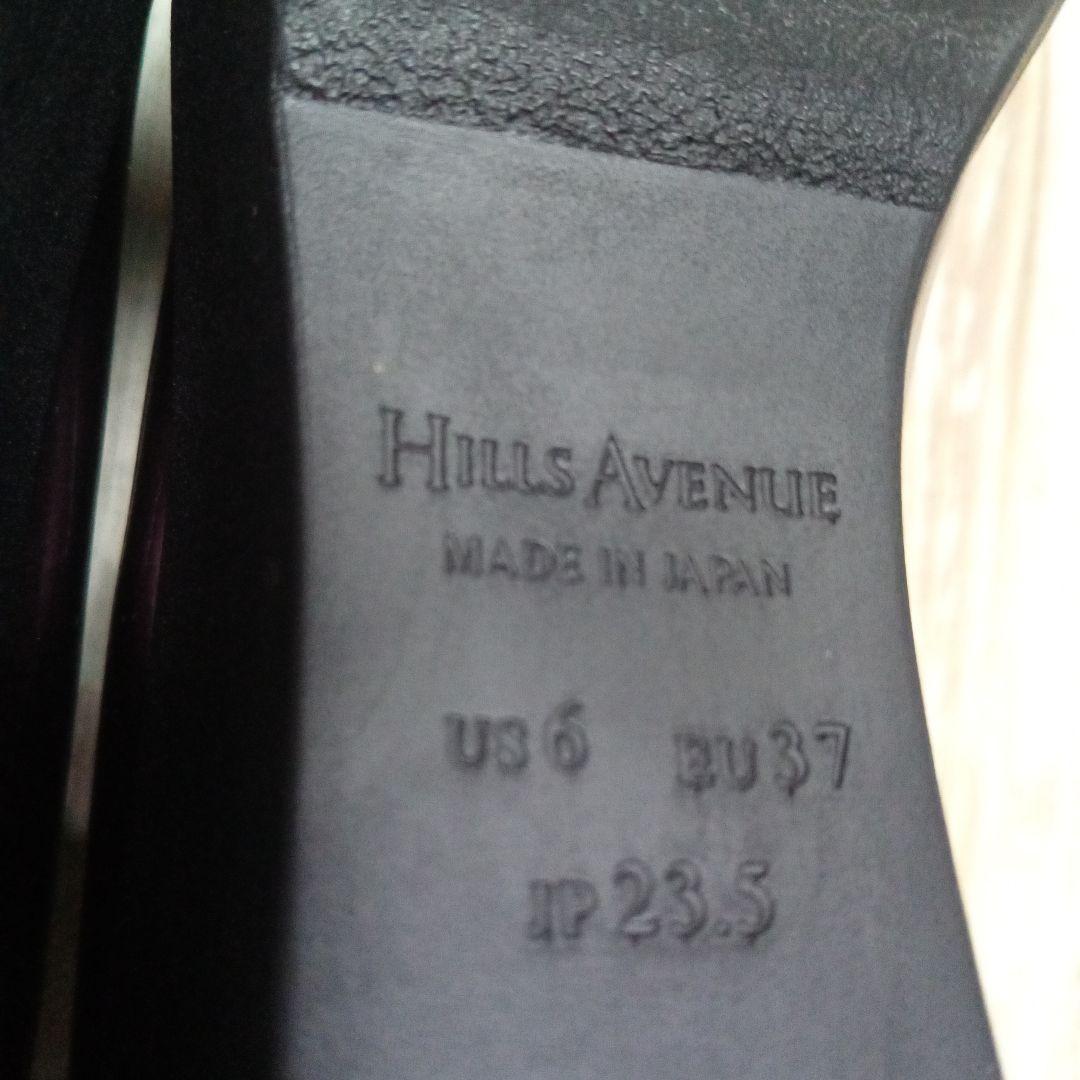 HILLS AVENUE
MADE IN JAPAN
US 6 EU 37
JP 23.5